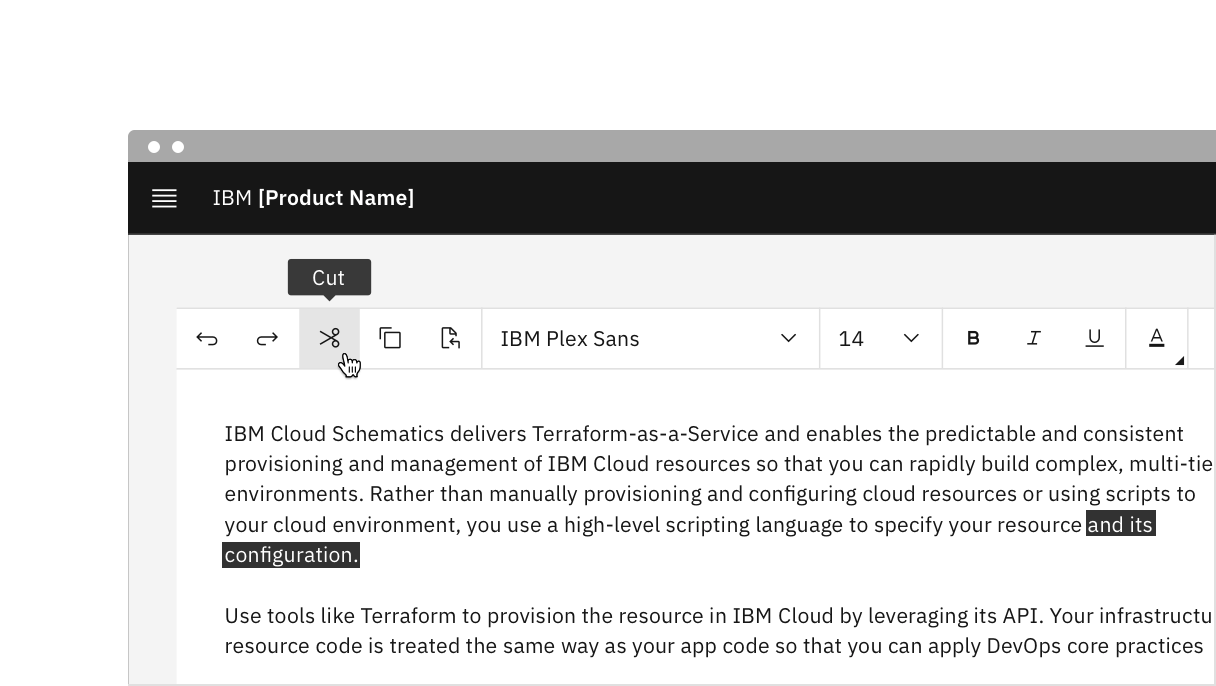 IBM [Product Name]
Cut
IBM Plex Sans
14
B
I
U
A
IBM Cloud Schematics delivers Terraform-as-a-Service and enables the predictable and consistent
provisioning and management of IBM Cloud resources so that you can rapidly build complex, multi-tie
environments. Rather than manually provisioning and configuring cloud resources or using scripts to
your cloud environment, you use a high-level scripting language to specify your resource and its
configuration.
Use tools like Terraform to provision the resource in IBM Cloud by leveraging its API. Your infrastructu
resource code is treated the same way as your app code so that you can apply DevOps core practices